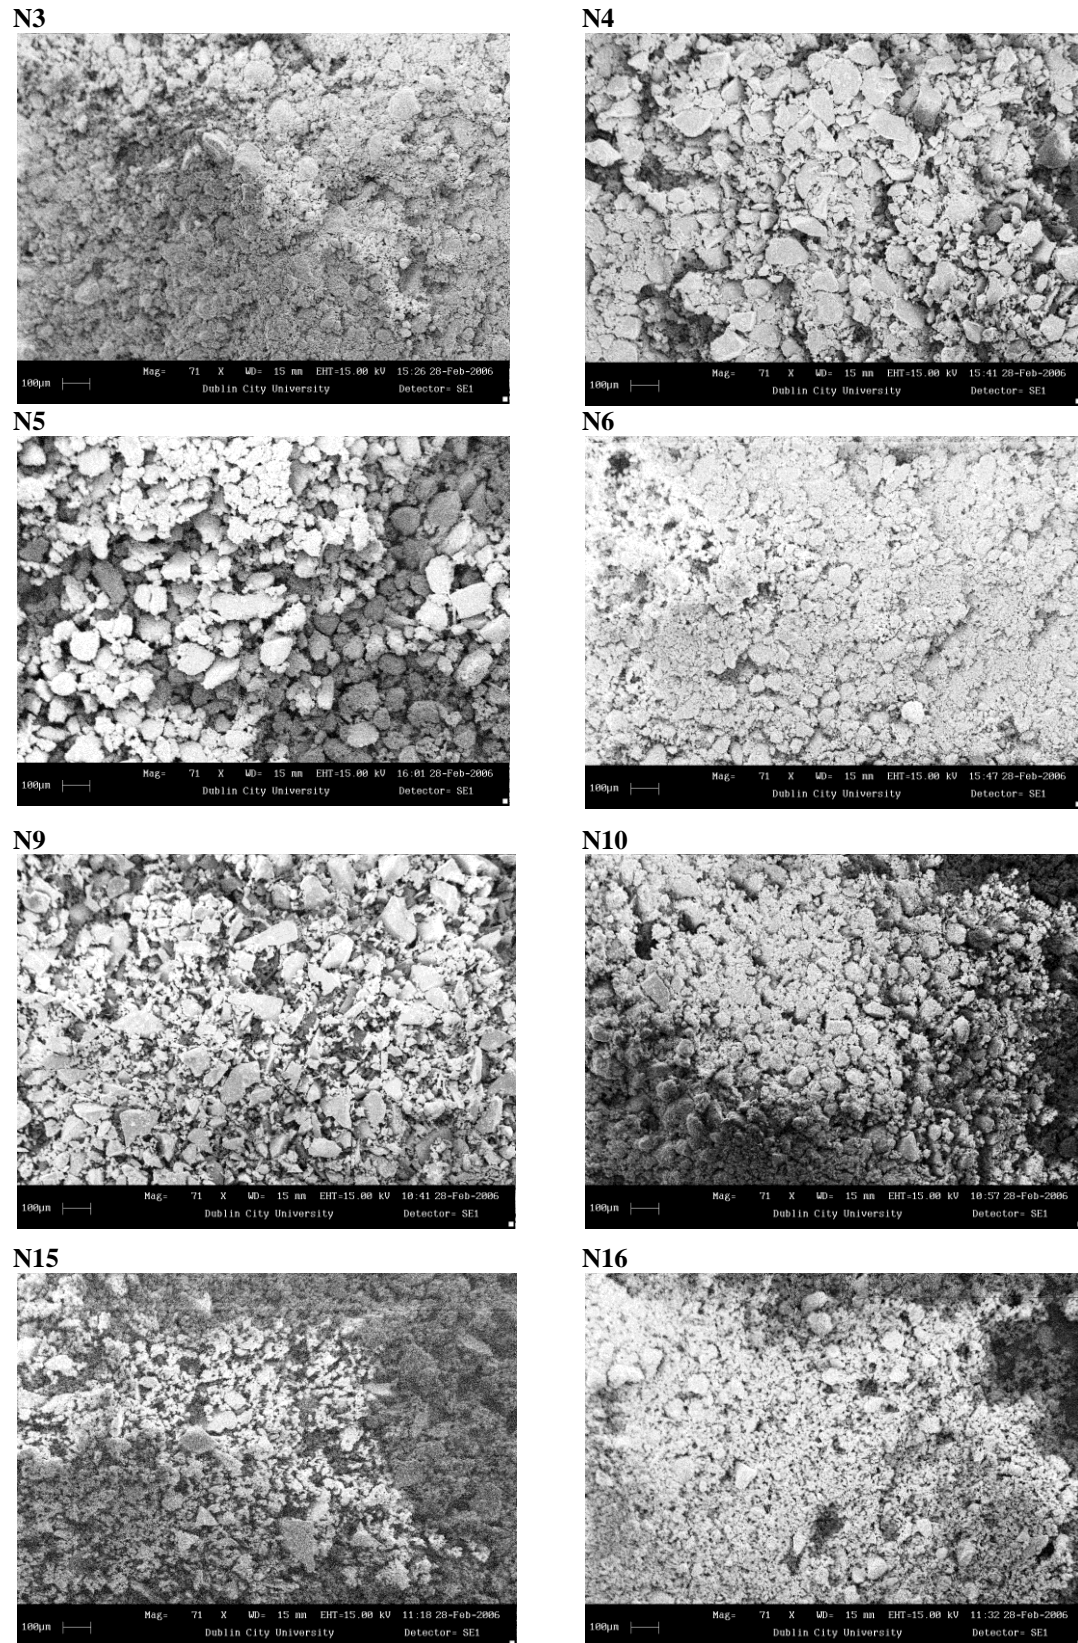 N3
N4
Mag= 71 X WD= 15 mm EHT=15.00 kV 15:26 28-Feb-2006
100µm Dublin City University Detector= SE1
Mag= 71 X WD= 15 mm EHT=15.00 kV 15:41 28-Feb-2006
100µm Dublin City University Detector= SE1
N5
N6
Mag= 71 X WD= 15 mm EHT=15.00 kV 16:01 28-Feb-2006
100µm Dublin City University Detector= SE1
Mag= 71 X WD= 15 mm EHT=15.00 kV 15:47 28-Feb-2006
100µm Dublin City University Detector= SE1
N9
N10
Mag= 71 X WD= 15 mm EHT=15.00 kV 10:41 28-Feb-2006
100µm Dublin City University Detector= SE1
Mag= 71 X WD= 15 mm EHT=15.00 kV 10:57 28-Feb-2006
100µm Dublin City University Detector= SE1
N15
N16
Mag= 71 X WD= 15 mm EHT=15.00 kV 11:18 28-Feb-2006
100µm Dublin City University Detector= SE1
Mag= 71 X WD= 15 mm EHT=15.00 kV 11:32 28-Feb-2006
100µm Dublin City University Detector= SE1